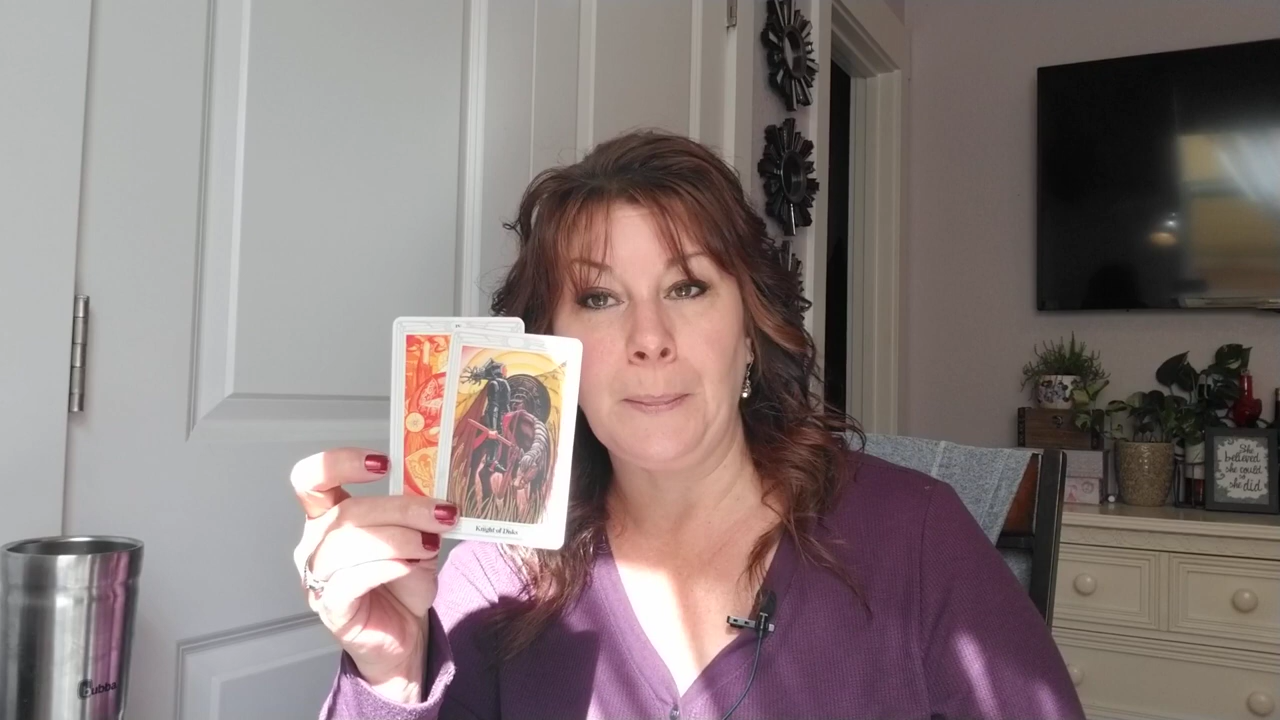 Knight of Disks
bubba
She
believed
she could
so
she did